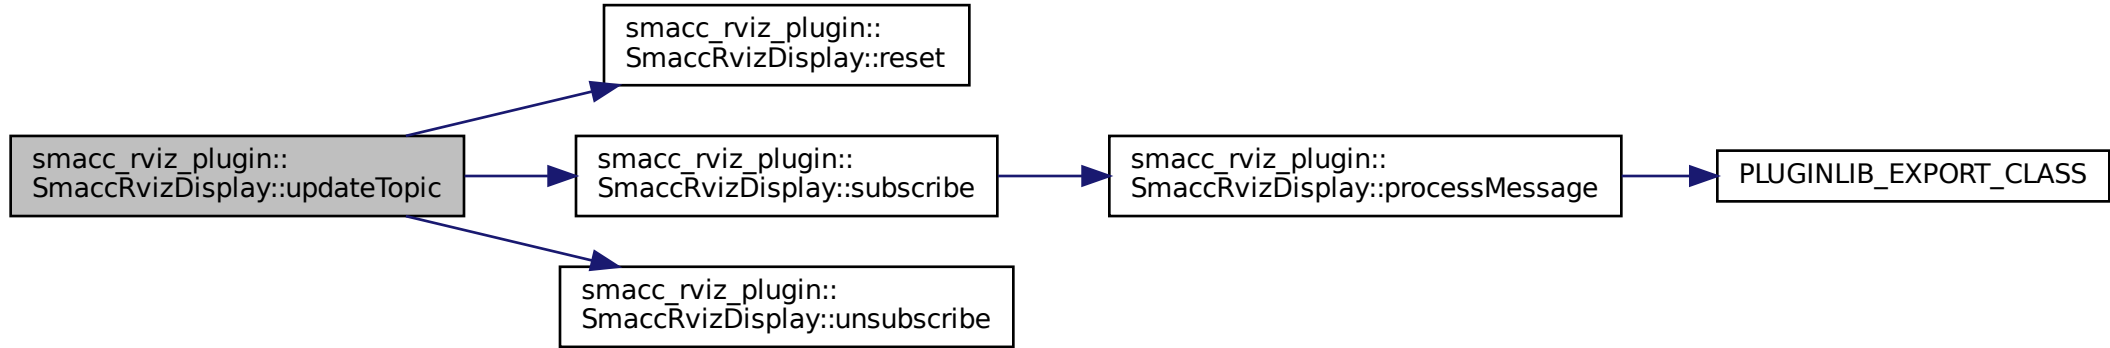 smacc_rviz_plugin::
SmaccRvizDisplay::reset
smacc_rviz_plugin::
SmaccRvizDisplay::updateTopic
smacc_rviz_plugin::
SmaccRvizDisplay::subscribe
smacc_rviz_plugin::
SmaccRvizDisplay::processMessage
PLUGINLIB_EXPORT_CLASS
smacc_rviz_plugin::
SmaccRvizDisplay::unsubscribe